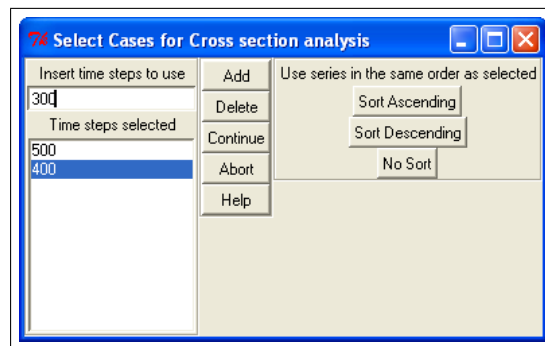 Select Cases for Cross section analysis
Insert time steps to use
300
Time steps selected
500
400
Add
Delete
Continue
Abort
Help
Use series in the same order as selected
Sort Ascending
Sort Descending
No Sort